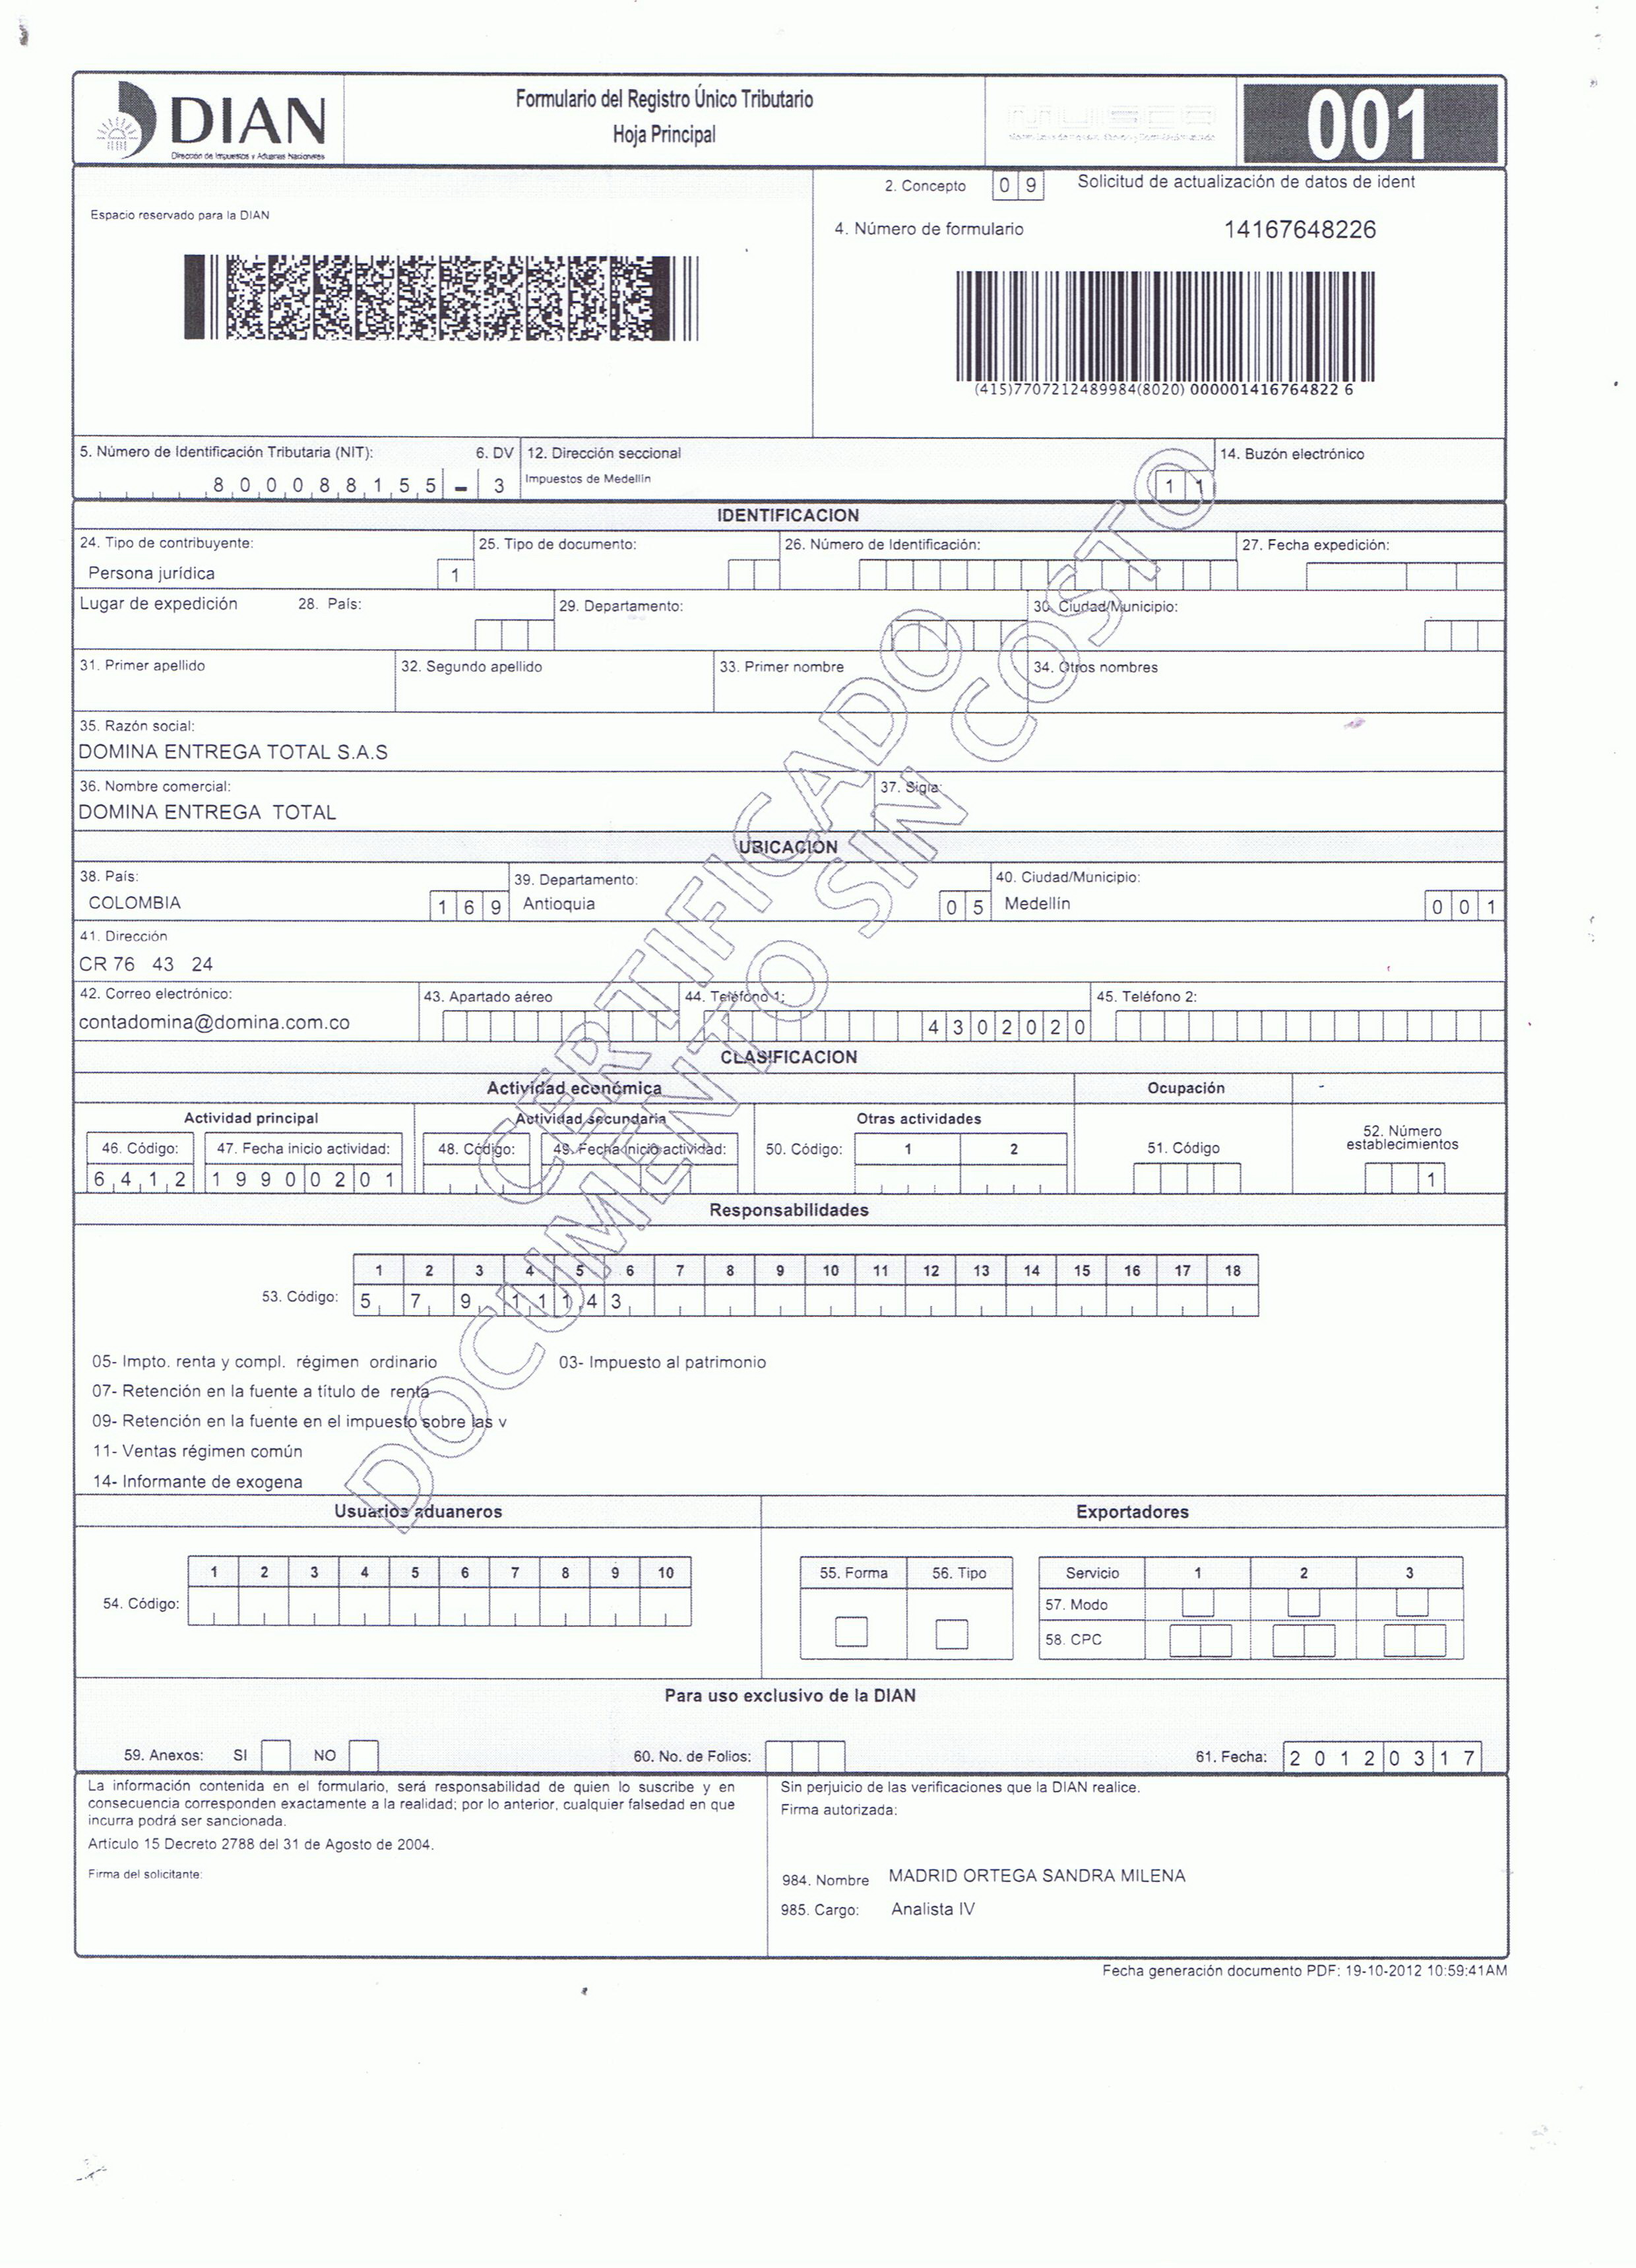 DIAN
Dirección de Impuestos y Aduanas Nacionales
Formulario del Registro Único Tributario
Hoja Principal
MUISCA
001
2. Concepto 0 9 Solicitud de actualización de datos de ident
Espacio reservado para la DIAN
4. Número de formulario 14167648226
(415)7707212489984(8020) 000001416764822 6
5. Número de Identificación Tributaria (NIT): 6. DV 12. Dirección seccional 14. Buzón electrónico
8 0 0 0 8 8 1 5 5 - 3 Impuestos de Medellín 1 1
IDENTIFICACION
24. Tipo de contribuyente: 25. Tipo de documento: 26. Número de Identificación: 27. Fecha expedición:
Persona jurídica 1
Lugar de expedición 28. País: 29. Departamento: 30. Ciudad/Municipio:
31. Primer apellido 32. Segundo apellido 33. Primer nombre 34. Otros nombres
35. Razón social:
DOMINA ENTREGA TOTAL S.A.S
36. Nombre comercial: 37. Sigla:
DOMINA ENTREGA TOTAL
UBICACION
38. País: 39. Departamento: 40. Ciudad/Municipio:
COLOMBIA 1 6 9 Antioquia 0 5 Medellín 0 0 1
41. Dirección
CR 76 43 24
42. Correo electrónico: 43. Apartado aéreo 44. Teléfono 1: 45. Teléfono 2:
contadomina@domina.com.co 4 3 0 2 0 2 0
CLASIFICACION
Actividad económica Ocupación
Actividad principal Actividad secundaria Otras actividades 52. Número establecimientos
46. Código: 47. Fecha inicio actividad: 48. Código: 49. Fecha inicio actividad: 50. Código: 1 2 51. Código
6 4 1 2 1 9 9 0 0 2 0 1 1
Responsabilidades
1 2 3 4 5 6 7 8 9 10 11 12 13 14 15 16 17 18
53. Código: 5 7 9 1 1 1 4 3
05- Impto. renta y compl. régimen ordinario 03- Impuesto al patrimonio
07- Retención en la fuente a título de renta
09- Retención en la fuente en el impuesto sobre las v
11- Ventas régimen común
14- Informante de exogena
CERTIFICADO
DOCUMENTO SIN COSTO
Usuarios aduaneros Exportadores
1 2 3 4 5 6 7 8 9 10 55. Forma 56. Tipo Servicio 1 2 3
54. Código: 57. Modo
58. CPC
Para uso exclusivo de la DIAN
59. Anexos: SI NO 60. No. de Folios: 61. Fecha: 2 0 1 2 0 3 1 7
La información contenida en el formulario, será responsabilidad de quien lo suscribe y en
consecuencia corresponden exactamente a la realidad; por lo anterior, cualquier falsedad en que
incurra podrá ser sancionada.
Artículo 15 Decreto 2788 del 31 de Agosto de 2004.
Firma del solicitante:
Sin perjuicio de las verificaciones que la DIAN realice.
Firma autorizada:
984. Nombre MADRID ORTEGA SANDRA MILENA
985. Cargo: Analista IV
Fecha generación documento PDF: 19-10-2012 10:59:41AM